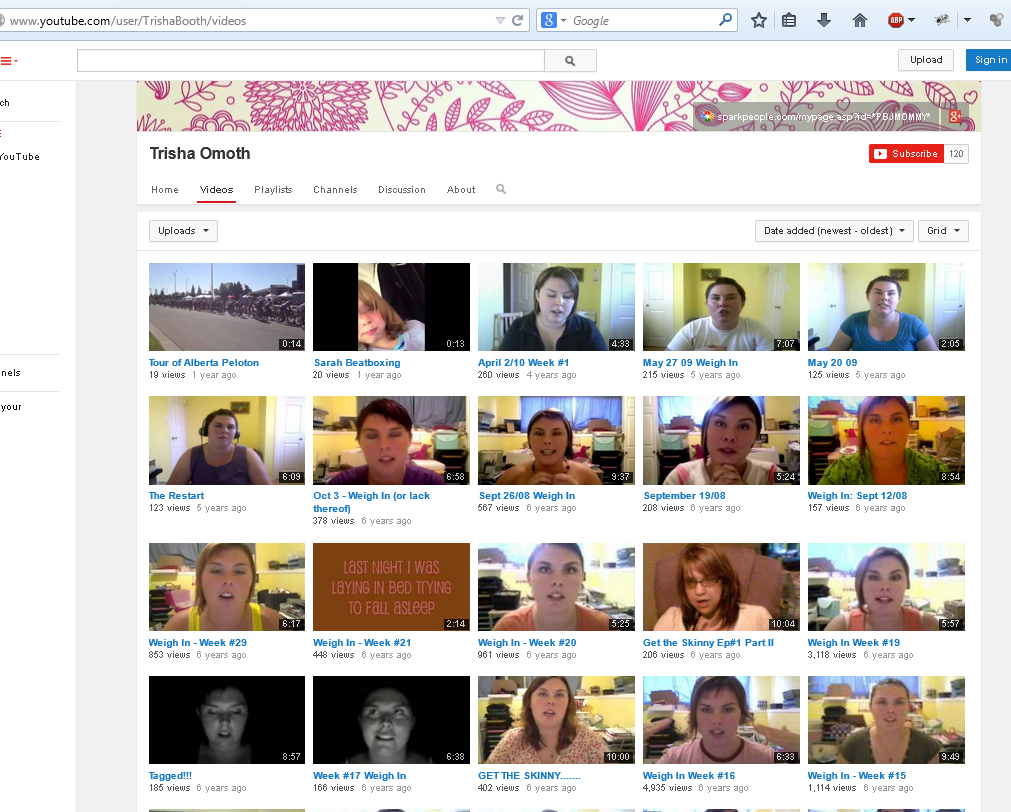 www.youtube.com/user/TrishaBooth/videos
Google
ABP
Upload
Sign in
ch
sparkpeople.com/mypage.asp?id=*PBJMOMMY*
YouTube
Trisha Omoth
Subscribe 120
Home Videos Playlists Channels Discussion About
Uploads
Date added (newest - oldest) Grid
0:14 0:13 4:33 7:07 2:05
Tour of Alberta Peloton
19 views 1 year ago
Sarah Beatboxing
20 views 1 year ago
April 2/10 Week #1
260 views 4 years ago
May 27 09 Weigh In
215 views 5 years ago
May 20 09
125 views 5 years ago
nels
your
6:09 6:58 9:37 5:24 8:54
The Restart
123 views 5 years ago
Oct 3 - Weigh In (or lack
thereof)
378 views 6 years ago
Sept 26/08 Weigh In
567 views 6 years ago
September 19/08
208 views 6 years ago
Weigh In: Sept 12/08
157 views 6 years ago
LAST NIGHT I WAS
LAYING IN BED TRYING
TO FALL ASLEEP
6:17 2:14 5:25 10:04 5:57
Weigh In - Week #29
853 views 6 years ago
Weigh In - Week #21
448 views 6 years ago
Weigh In - Week #20
961 views 6 years ago
Get the Skinny Ep#1 Part II
206 views 6 years ago
Weigh In Week #19
3,118 views 6 years ago
8:57 6:38 10:00 6:33 9:49
Tagged!!!
185 views 6 years ago
Week #17 Weigh In
166 views 6 years ago
GET THE SKINNY.......
402 views 6 years ago
Weigh In Week #16
4,935 views 6 years ago
Weigh In - Week #15
1,114 views 6 years ago